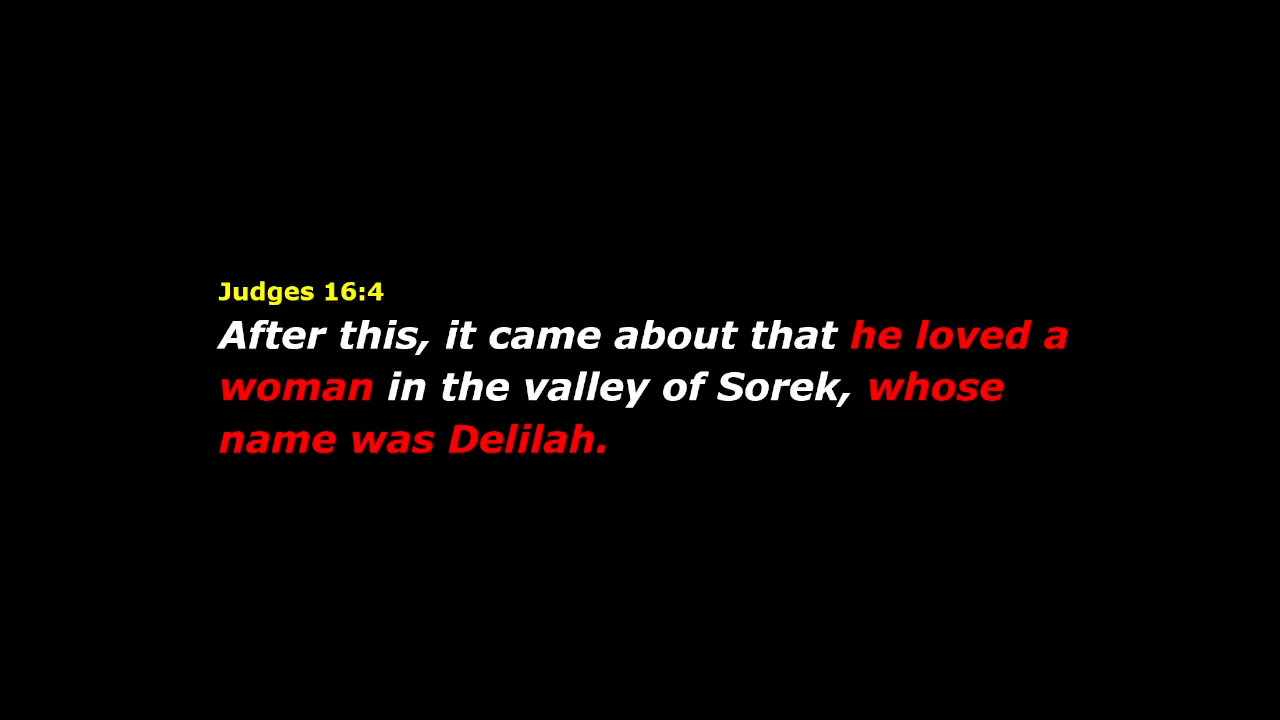 Judges 16:4
After this, it came about that he loved a
woman in the valley of Sorek, whose
name was Delilah.